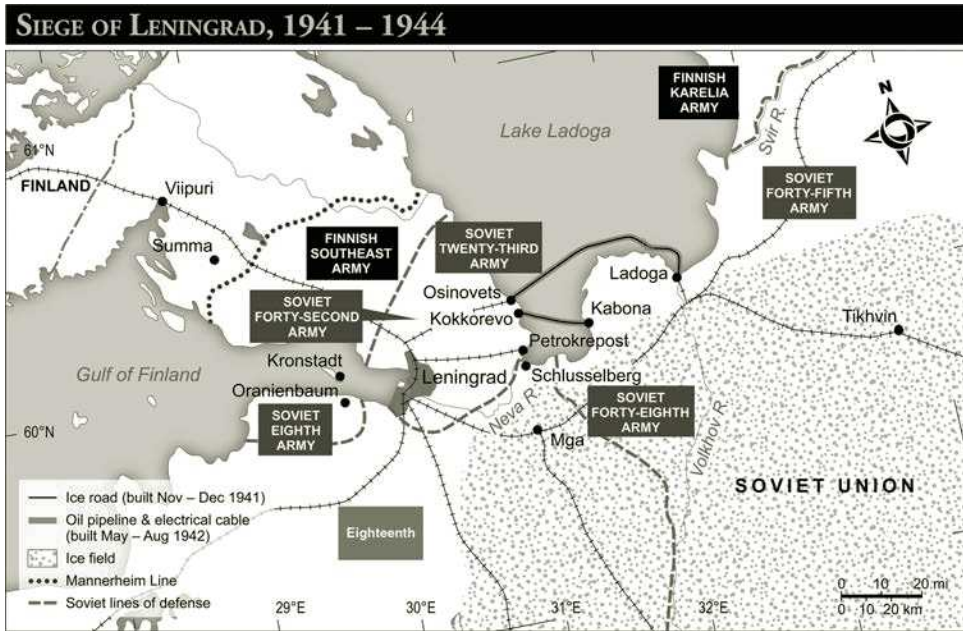 SIEGE OF LENINGRAD, 1941 – 1944
FINNISH
KARELIA
ARMY
N
Lake Ladoga
Svir R.
61°N
FINLAND
Viipuri
SOVIET
FORTY-FIFTH
ARMY
Summa
FINNISH
SOUTHEAST
ARMY
SOVIET
TWENTY-THIRD
ARMY
Ladoga
Osinovets
SOVIET
FORTY-SECOND
ARMY
Kokkorevo
Kabona
Tikhvin
Petrokrepost
Kronstadt
Gulf of Finland
Leningrad
Schlusselberg
Oranienbaum
SOVIET
EIGHTH
ARMY
Neva R.
SOVIET
FORTY-EIGHTH
ARMY
Volkhov R.
60°N
Mga
SOVIET UNION
Ice road (built Nov – Dec 1941)
Oil pipeline & electrical cable
(built May – Aug 1942)
Ice field
Mannerheim Line
Soviet lines of defense
Eighteenth
0 10 20 mi
0 10 20 km
29°E 30°E 31°E 32°E